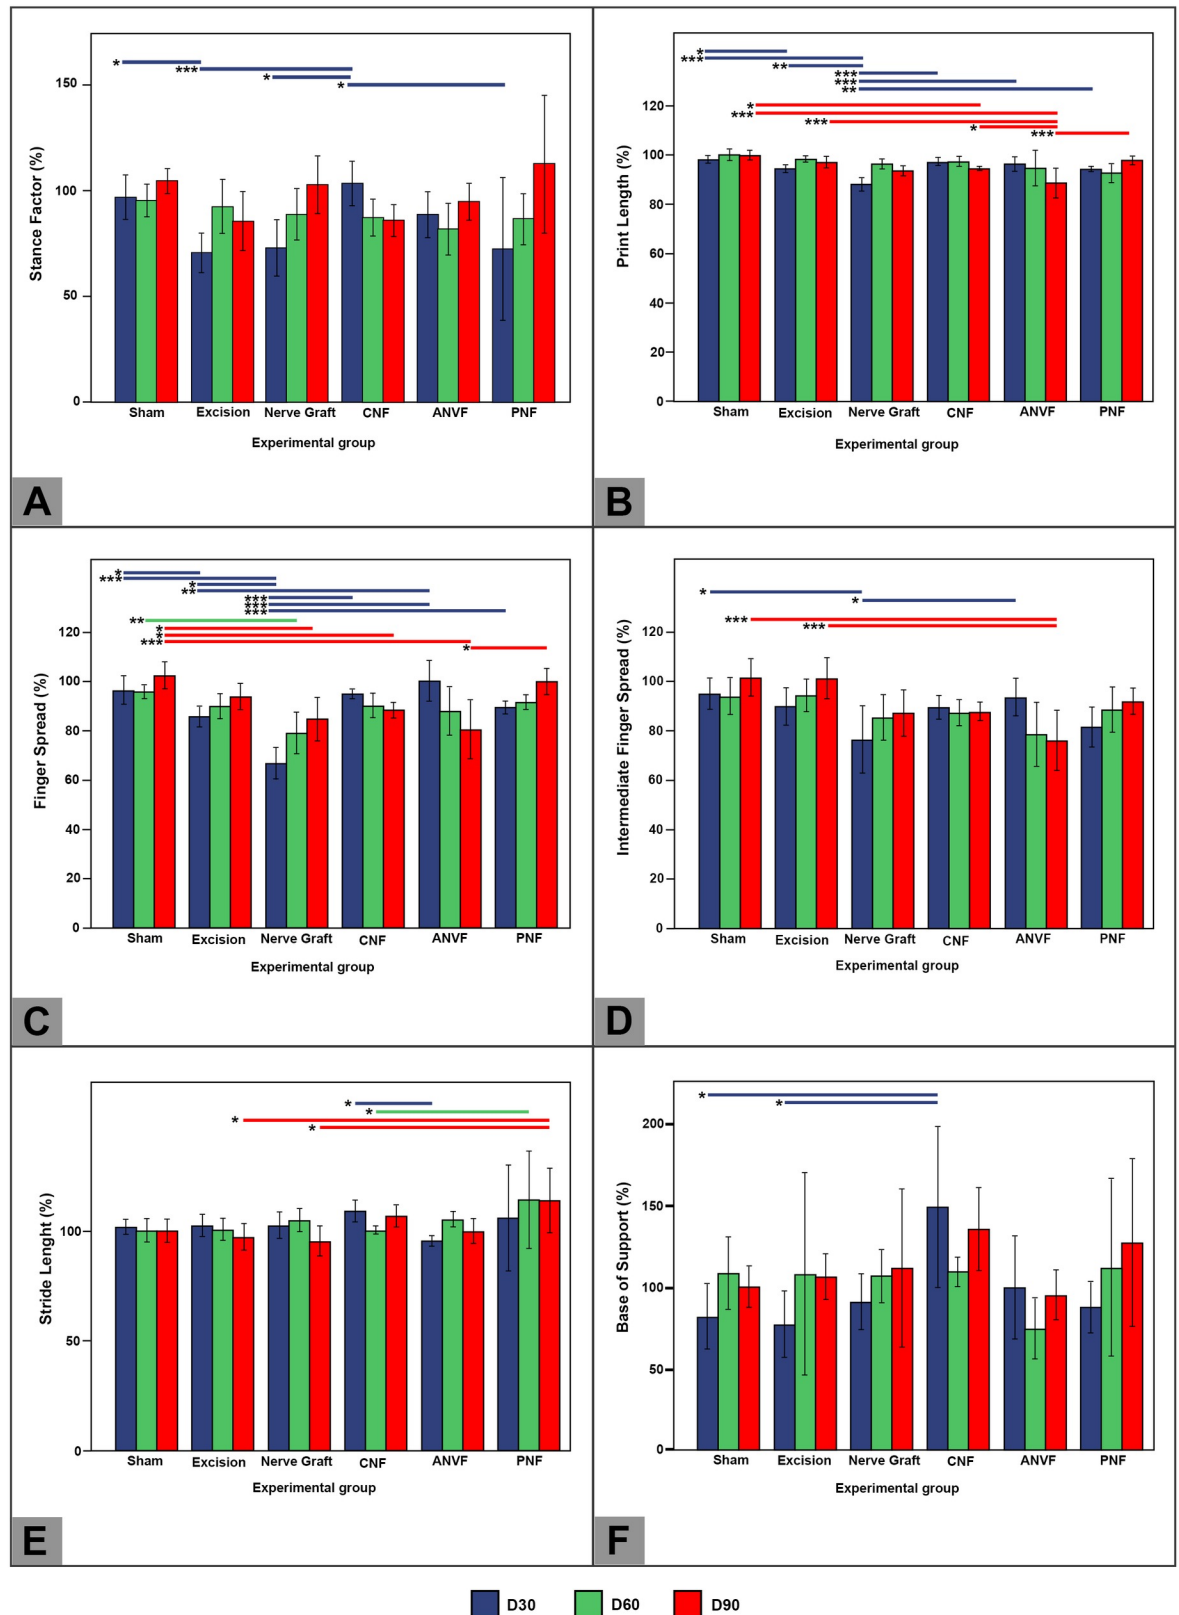 *
***
*
*
150
100
50
0
Stance Factor (%)
Sham Excision Nerve Graft CNF ANVF PNF
Experimental group
A
*
***
**
***
***
**
*
***
***
*
***
120
100
80
60
40
20
0
Print Length (%)
Sham Excision Nerve Graft CNF ANVF PNF
Experimental group
B
*
***
*
**
***
***
***
**
*
*
***
*
120
100
80
60
40
20
0
Finger Spread (%)
Sham Excision Nerve Graft CNF ANVF PNF
Experimental group
C
*
*
***
***
120
100
80
60
40
20
0
Intermediate Finger Spread (%)
Sham Excision Nerve Graft CNF ANVF PNF
Experimental group
D
*
*
*
*
100
50
0
Stride Lenght (%)
Sham Excision Nerve Graft CNF ANVF PNF
Experimental group
E
*
*
200
150
100
50
0
Base of Support (%)
Sham Excision Nerve Graft CNF ANVF PNF
Experimental group
F
D30 D60 D90